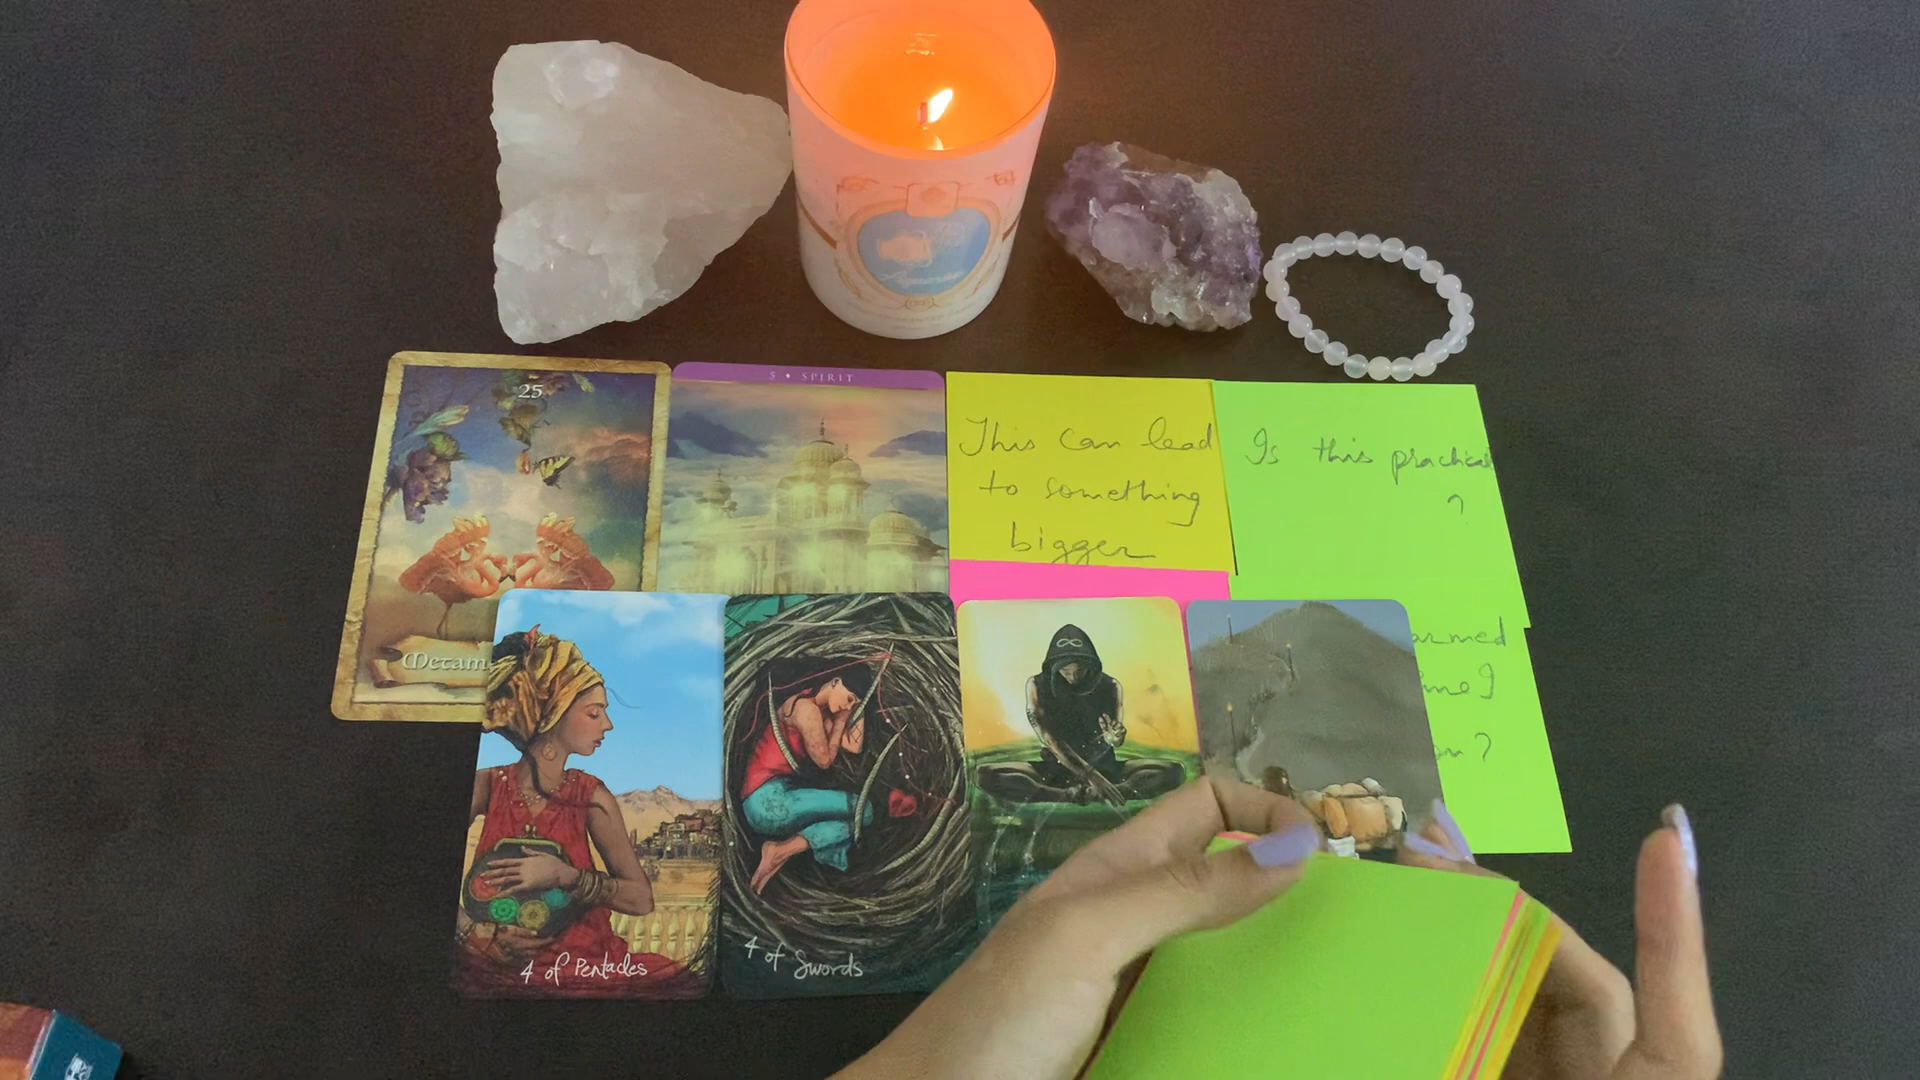 25
5 ♦ SPIRIT
This can lead
to something
bigger
Is this practical
?
4 of Pentacles
4 of Swords